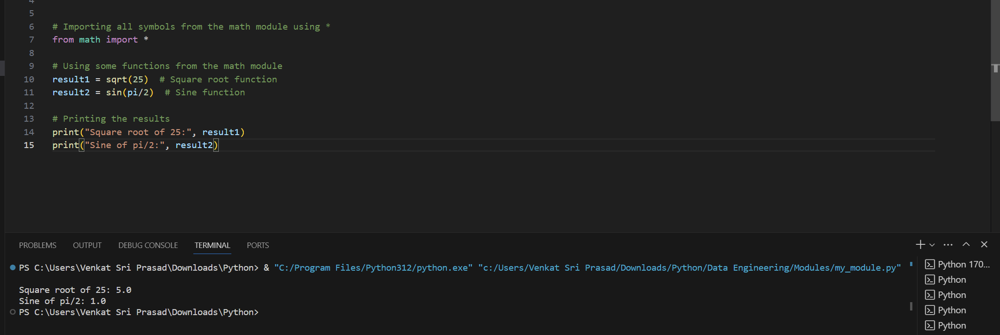 4
5
6 # Importing all symbols from the math module using *
7 from math import *
8
9 # Using some functions from the math module
10 result1 = sqrt(25)  # Square root function
11 result2 = sin(pi/2)  # Sine function
12
13 # Printing the results
14 print("Square root of 25:", result1)
15 print("Sine of pi/2:", result2)
PROBLEMS OUTPUT DEBUG CONSOLE TERMINAL PORTS
PS C:\Users\Venkat Sri Prasad\Downloads\Python> & "C:/Program Files/Python312/python.exe" "c:/Users/Venkat Sri Prasad/Downloads/Python/Data Engineering/Modules/my_module.py"
Square root of 25: 5.0
Sine of pi/2: 1.0
PS C:\Users\Venkat Sri Prasad\Downloads\Python>
Python 170...
Python
Python
Python
Python